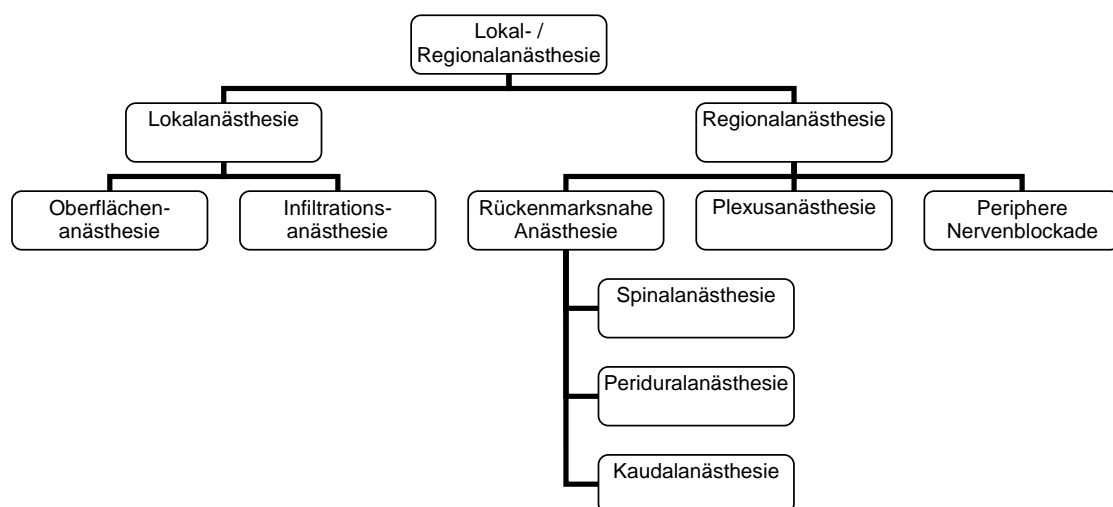 Lokal- /
Regionalanästhesie
Lokalanästhesie
Regionalanästhesie
Oberflächen-
anästhesie
Infiltrations-
anästhesie
Rückenmarksnahe
Anästhesie
Plexusanästhesie
Periphere
Nervenblockade
Spinalanästhesie
Periduralanästhesie
Kaudalanästhesie